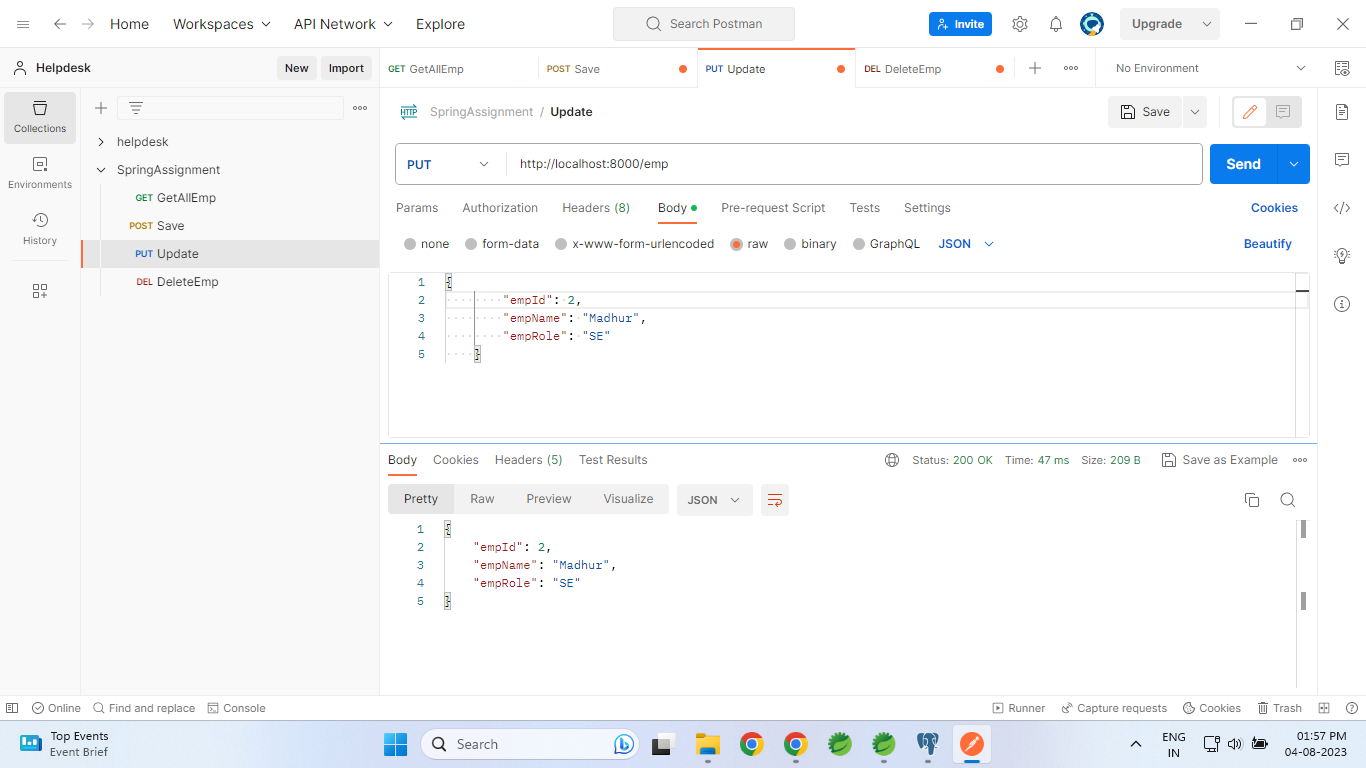 Home Workspaces API Network Explore Search Postman Invite Upgrade
Helpdesk New Import GET GetAllEmp POST Save PUT Update DEL DeleteEmp No Environment
Collections
Environments
History
helpdesk
SpringAssignment
GET GetAllEmp
POST Save
PUT Update
DEL DeleteEmp
HTTP SpringAssignment / Update Save
PUT http://localhost:8000/emp Send
Params Authorization Headers (8) Body Pre-request Script Tests Settings Cookies
none form-data x-www-form-urlencoded raw binary GraphQL JSON Beautify
1 {
2 "empId": 2,
3 "empName": "Madhur",
4 "empRole": "SE"
5 }
Body Cookies Headers (5) Test Results Status: 200 OK Time: 47 ms Size: 209 B Save as Example
Pretty Raw Preview Visualize JSON
1 {
2 "empId": 2,
3 "empName": "Madhur",
4 "empRole": "SE"
5 }
Online Find and replace Console Runner Capture requests Cookies Trash
Top Events
Event Brief
Search
ENG
IN
01:57 PM
04-08-2023